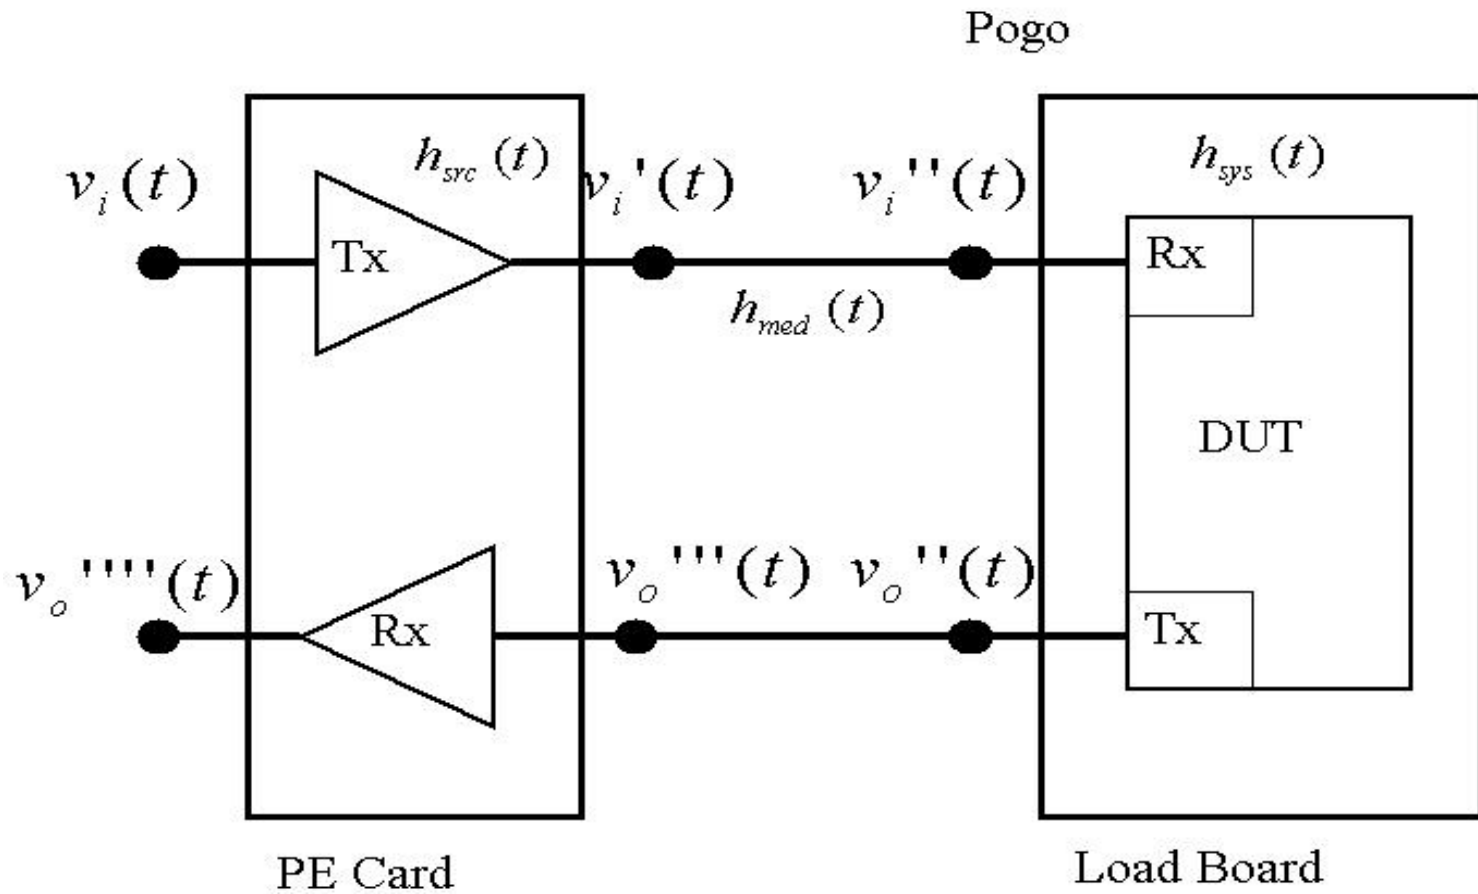 Pogo
h_src (t)
h_sys (t)
v_i(t)
v_i'(t)
v_i''(t)
Tx
Rx
h_med (t)
DUT
v_o''''(t)
v_o'''(t)
v_o''(t)
Rx
Tx
PE Card
Load Board